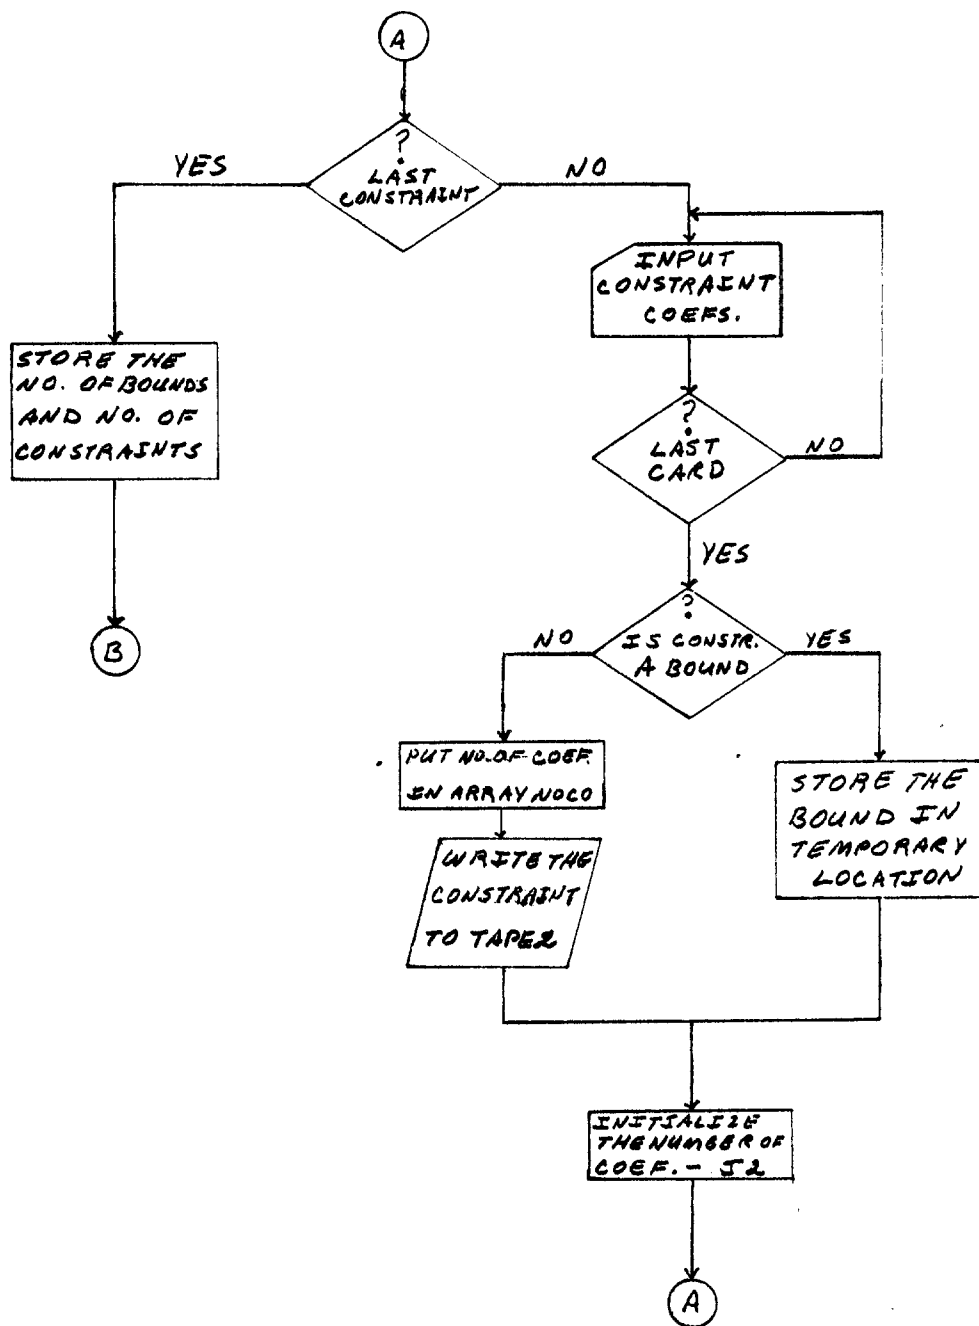 A
?
LAST
CONSTRAINT
YES
NO
INPUT
CONSTRAINT
COEFS.
STORE THE
NO. OF BOUNDS
AND NO. OF
CONSTRAINTS
?
LAST
CARD
NO
YES
B
?
IS CONSTR.
A BOUND
NO
YES
PUT NO. OF COEF.
IN ARRAY NOCO
STORE THE
BOUND IN
TEMPORARY
LOCATION
WRITE THE
CONSTRAINT
TO TAPE2
INITIALIZE
THE NUMBER OF
COEF. - J2
A